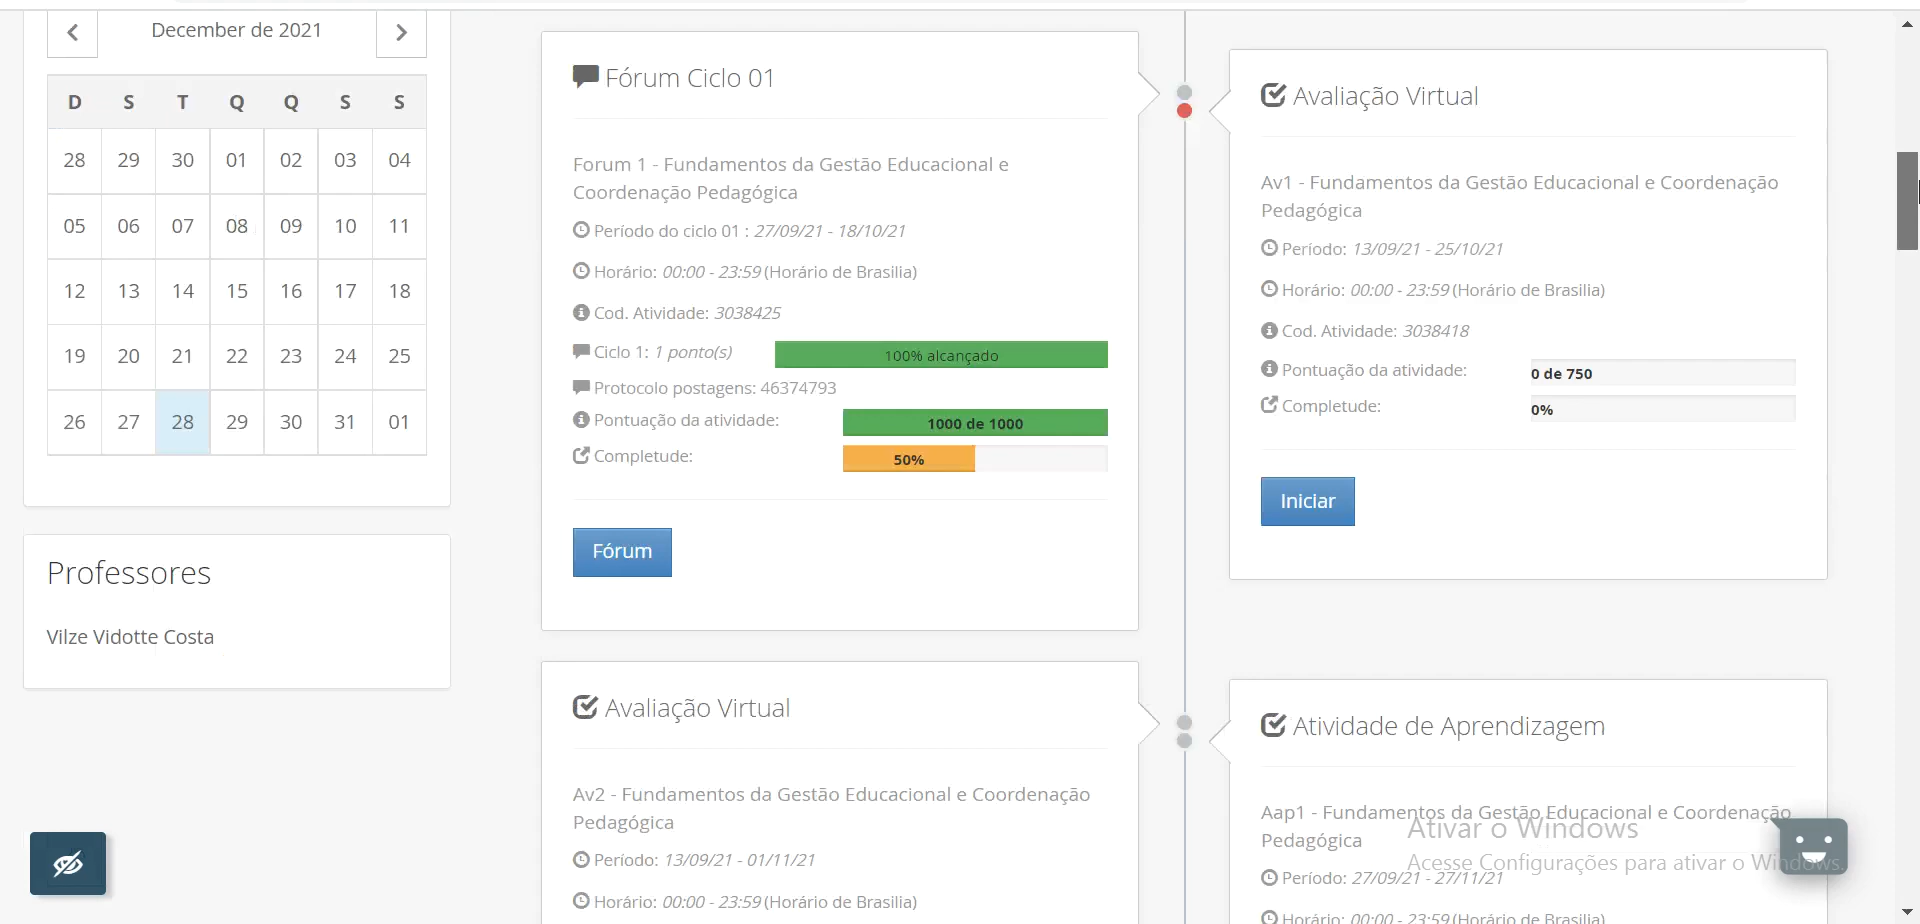 December de 2021
D S T Q Q S S
28 29 30 01 02 03 04
05 06 07 08 09 10 11
12 13 14 15 16 17 18
19 20 21 22 23 24 25
26 27 28 29 30 31 01
Professores
Vilze Vidotte Costa
Fórum Ciclo 01
Forum 1 - Fundamentos da Gestão Educacional e
Coordenação Pedagógica
Período do ciclo 01 : 27/09/21 - 18/10/21
Horário: 00:00 - 23:59 (Horário de Brasilia)
Cod. Atividade: 3038425
Ciclo 1: 1 ponto(s) 100% alcançado
Protocolo postagens: 46374793
Pontuação da atividade: 1000 de 1000
Completude: 50%
Fórum
Avaliação Virtual
Av1 - Fundamentos da Gestão Educacional e Coordenação
Pedagógica
Período: 13/09/21 - 25/10/21
Horário: 00:00 - 23:59 (Horário de Brasilia)
Cod. Atividade: 3038418
Pontuação da atividade: 0 de 750
Completude: 0%
Iniciar
Avaliação Virtual
Av2 - Fundamentos da Gestão Educacional e Coordenação
Pedagógica
Período: 13/09/21 - 01/11/21
Horário: 00:00 - 23:59 (Horário de Brasilia)
Atividade de Aprendizagem
Aap1 - Fundamentos da Gestão Educacional e Coordenação
Pedagógica
Período: 27/09/21 - 27/11/21
Horário: 00:00 - 23:59 (Horário de Brasilia)
Ativar o Windows
Acesse Configurações para ativar o Windows.